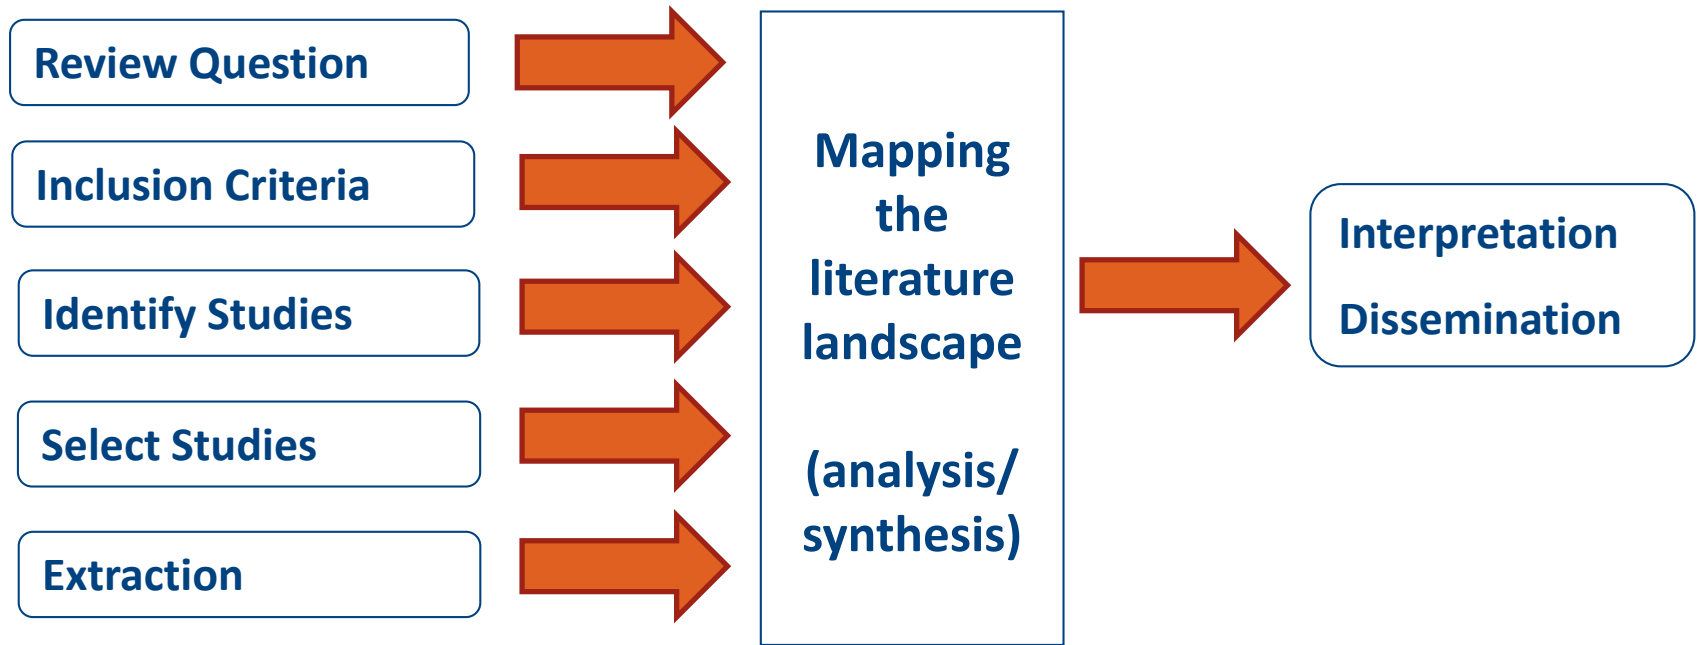 Review Question
Inclusion Criteria
Identify Studies
Select Studies
Extraction
Mapping
the
literature
landscape
(analysis/
synthesis)
Interpretation
Dissemination